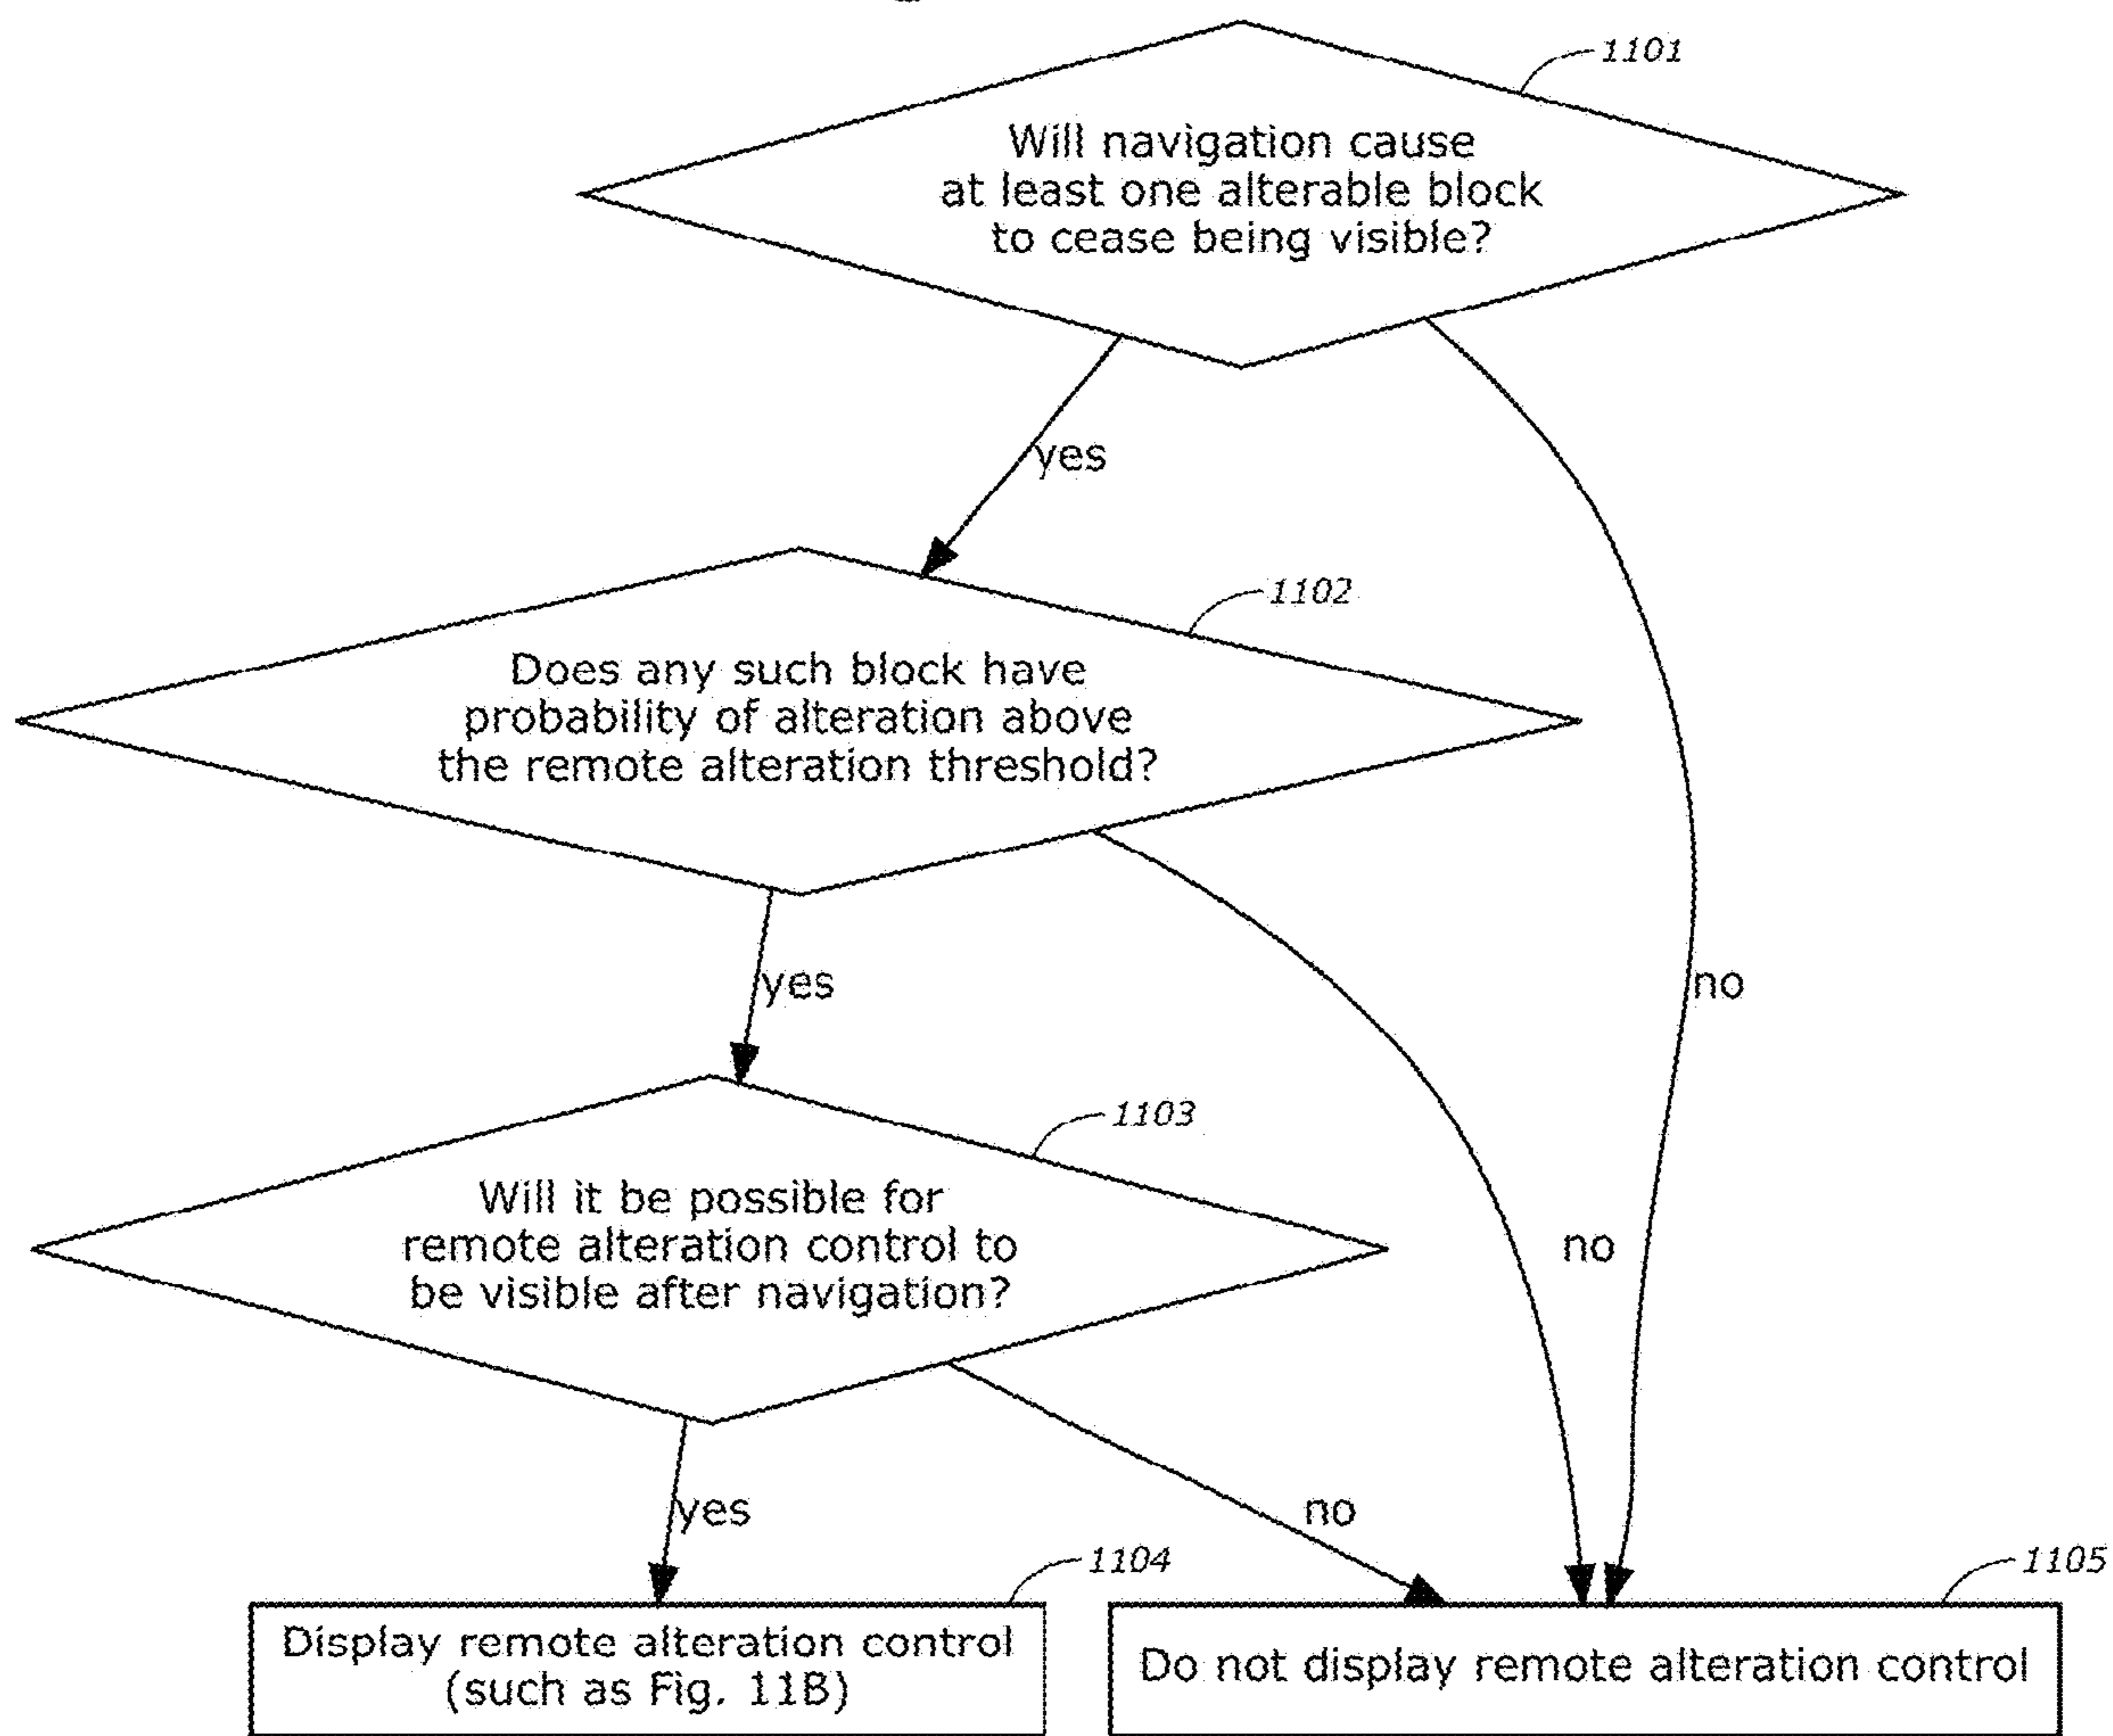 1101
Will navigation cause
at least one alterable block
to cease being visible?
yes
1102
Does any such block have
probability of alteration above
the remote alteration threshold?
yes
no
1103
Will it be possible for
remote alteration control to
be visible after navigation?
no
yes
no
1104
1105
Display remote alteration control
(such as Fig. 11B)
Do not display remote alteration control